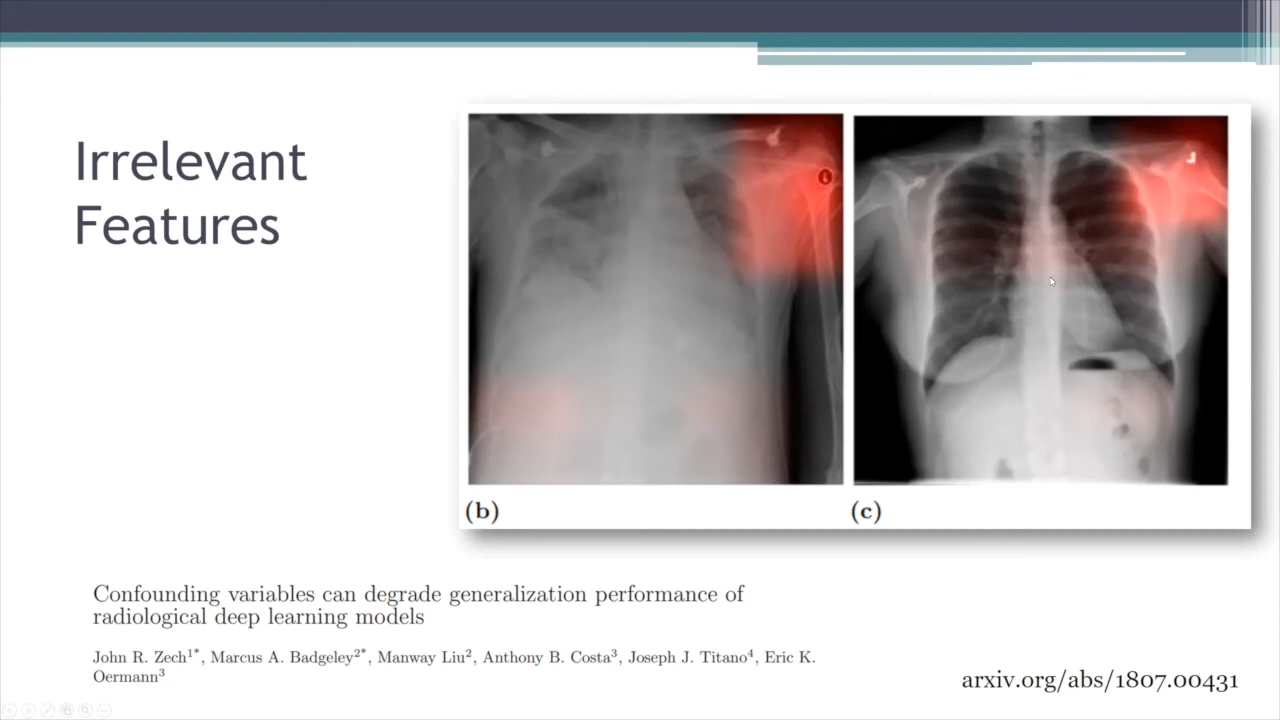 Irrelevant
Features
(b)
(c)
Confounding variables can degrade generalization performance of
radiological deep learning models
John R. Zech¹*, Marcus A. Badgeley²*, Manway Liu², Anthony B. Costa³, Joseph J. Titano⁴, Eric K.
Oermann³
arxiv.org/abs/1807.00431